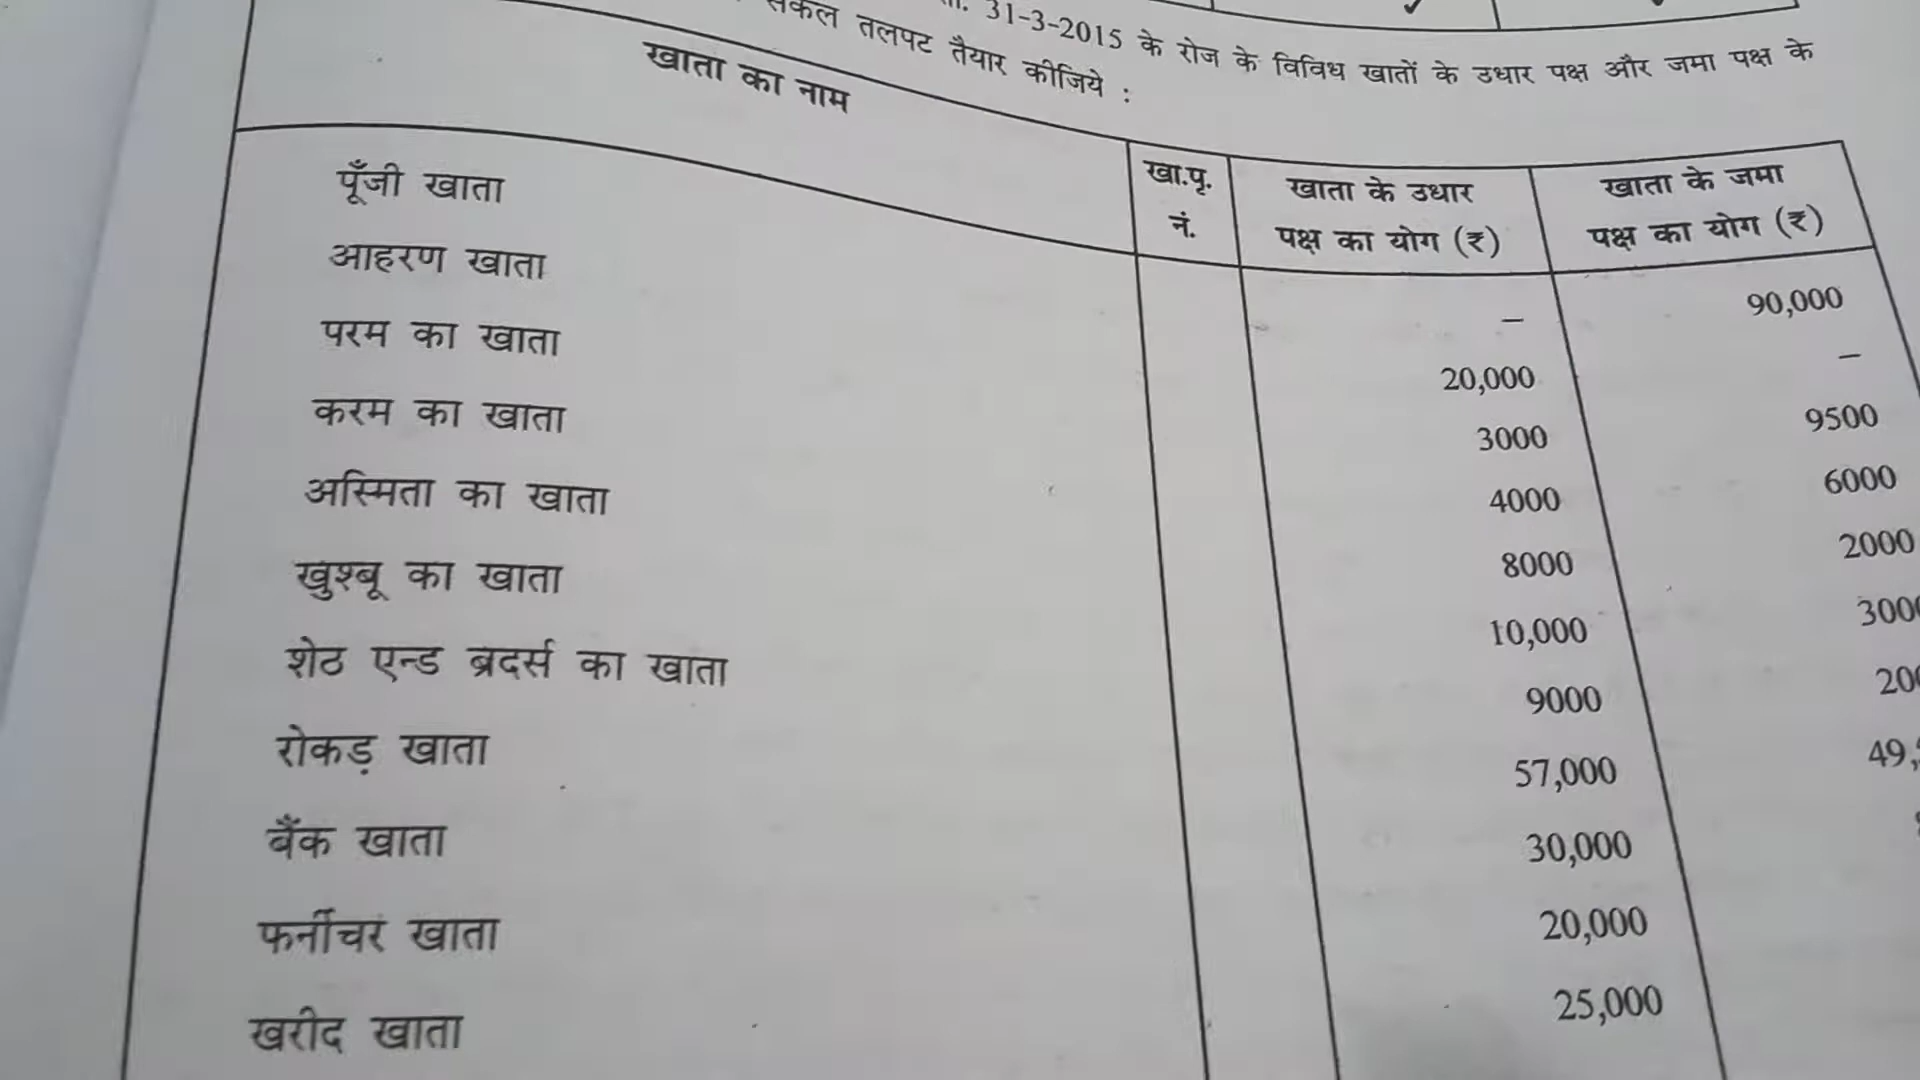 31-3-2015 के रोज के विविध खातों के उधार पक्ष और जमा पक्ष के
सकल तलपट तैयार कीजिये :
खाता का नाम
खा.पृ. नं.
खाता के उधार पक्ष का योग (₹)
खाता के जमा पक्ष का योग (₹)
पूँजी खाता – 90,000
आहरण खाता 20,000 –
परम का खाता 3000 9500
करम का खाता 4000 6000
अस्मिता का खाता 8000 2000
खुश्बू का खाता 10,000
शेठ एन्ड ब्रदर्स का खाता 9000
रोकड़ खाता 57,000
बैंक खाता 30,000
फर्नीचर खाता 20,000
खरीद खाता 25,000